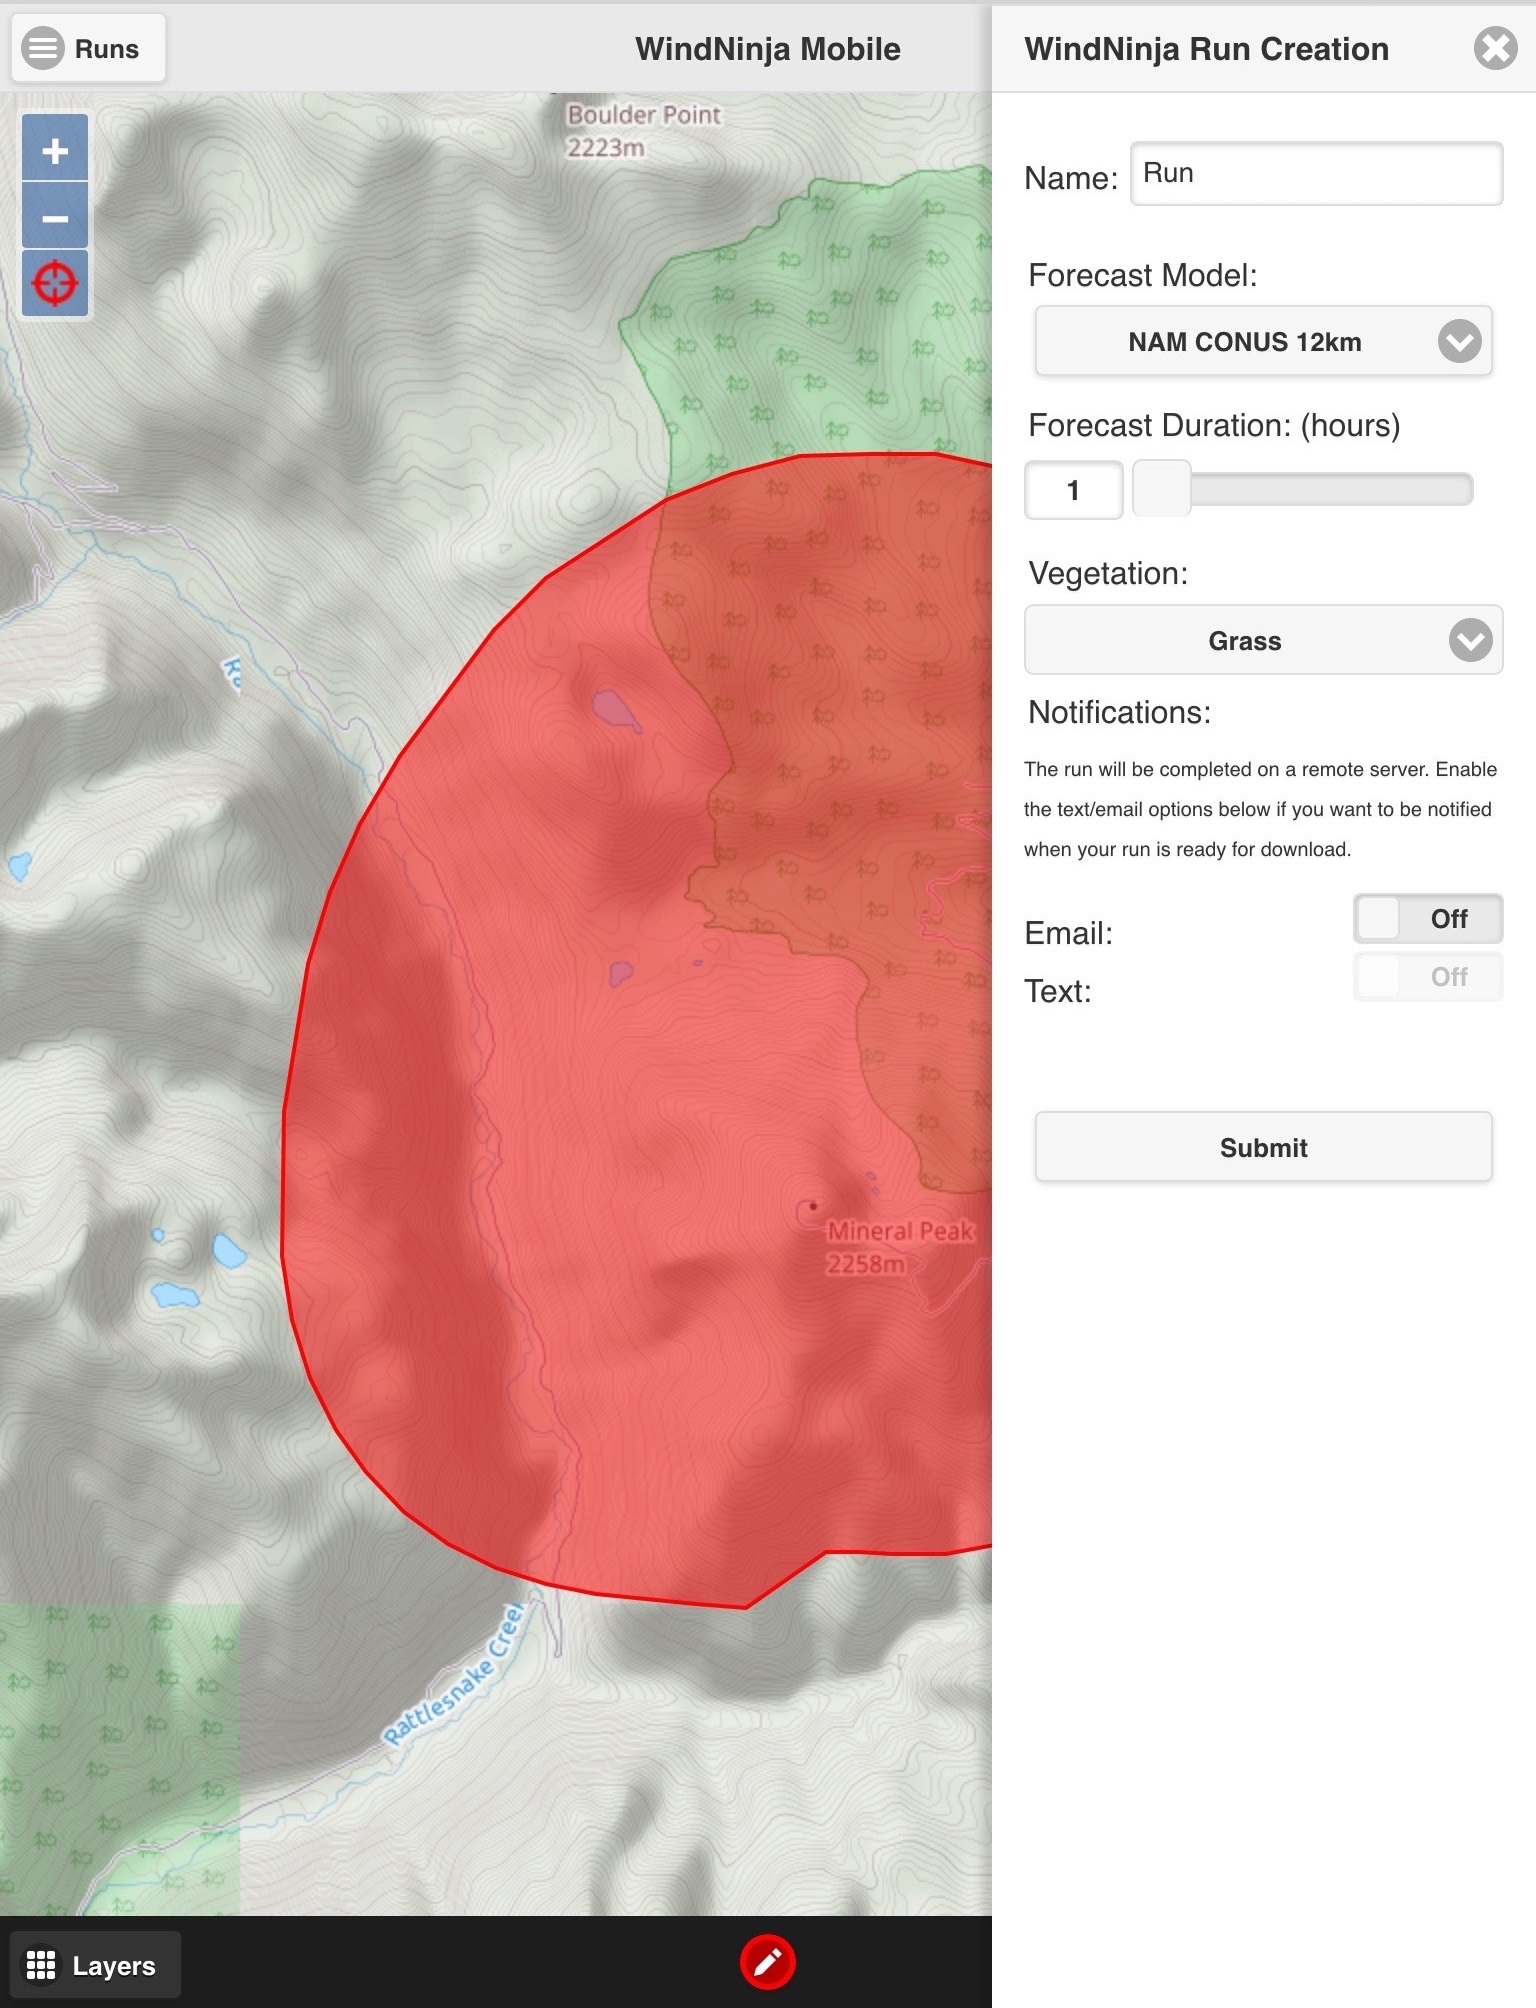 Runs
WindNinja Mobile
WindNinja Run Creation
Boulder Point
2223m
Name: Run
Forecast Model:
NAM CONUS 12km
Forecast Duration: (hours)
1
Vegetation:
Grass
Notifications:
The run will be completed on a remote server. Enable
the text/email options below if you want to be notified
when your run is ready for download.
Email: Off
Text: Off
Submit
Mineral Peak
2258m
Rattlesnake Creek
Layers